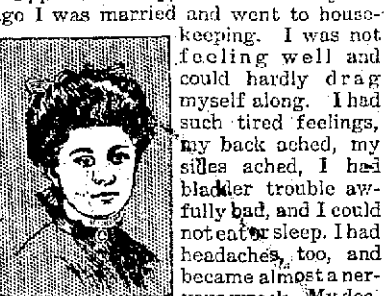 ago I was married and went to house-
keeping. I was not
feeling well and
could hardly drag
myself along. I had
such tired feelings,
my back ached, my
sides ached, I had
bladder trouble aw-
fully bad, and I could
not eat or sleep. I had
headaches, too, and
became almost a ner-